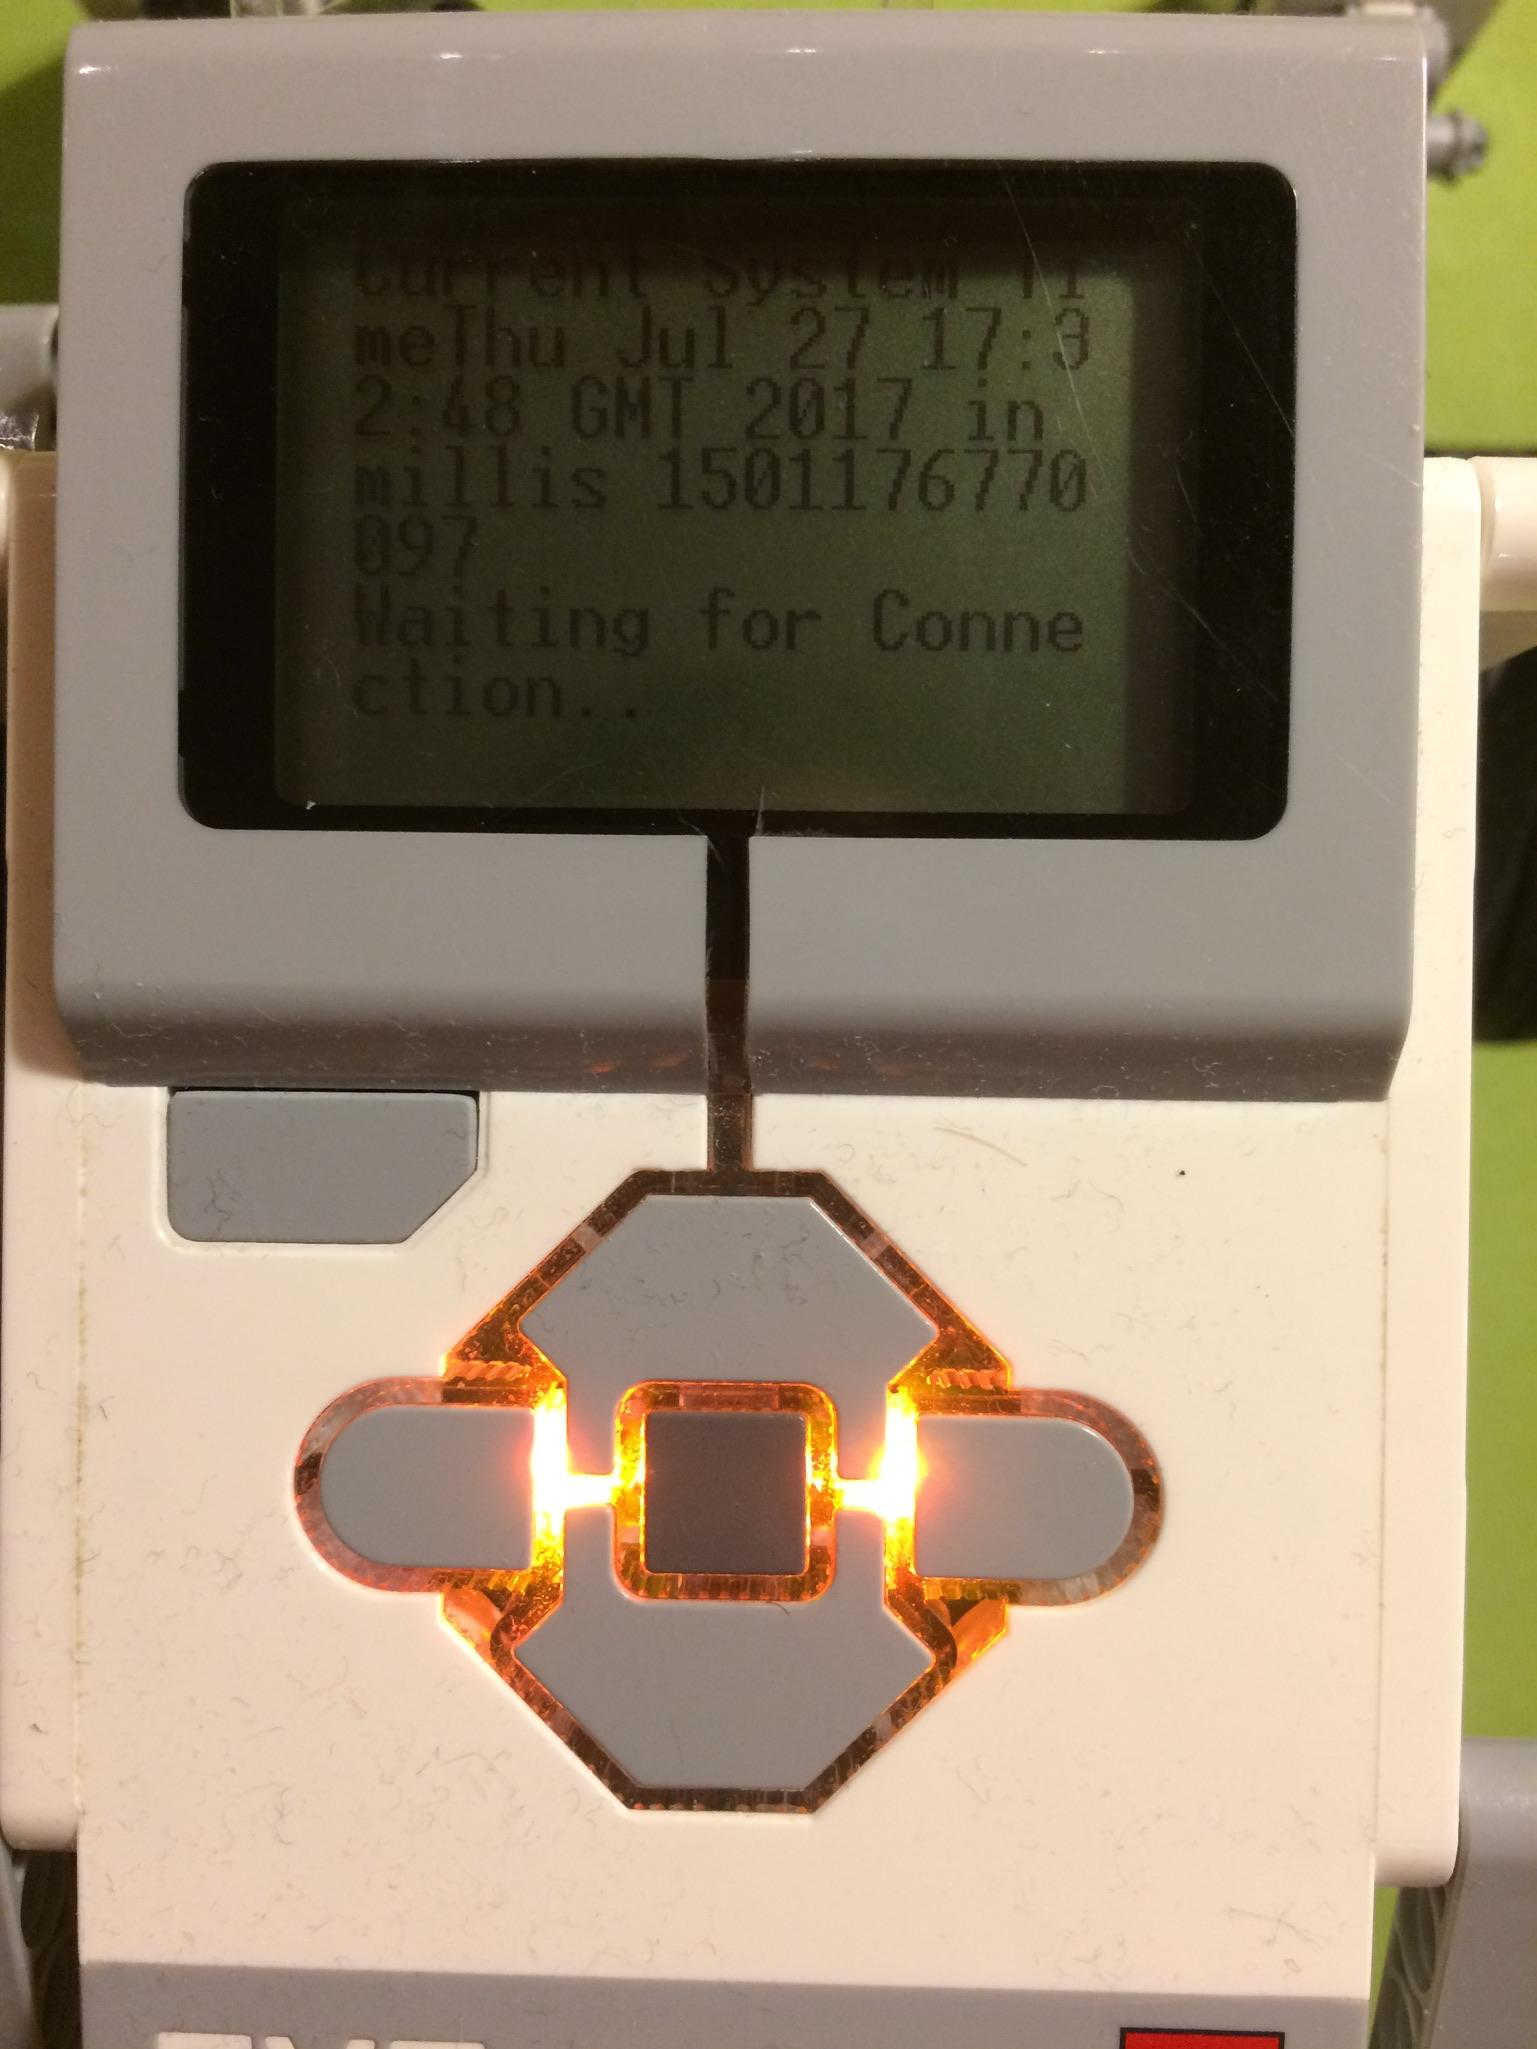 Current System Ti
meThu Jul 27 17:3
2:48 GMT 2017 in
millis 1501176770
097
Waiting for Conne
ction..